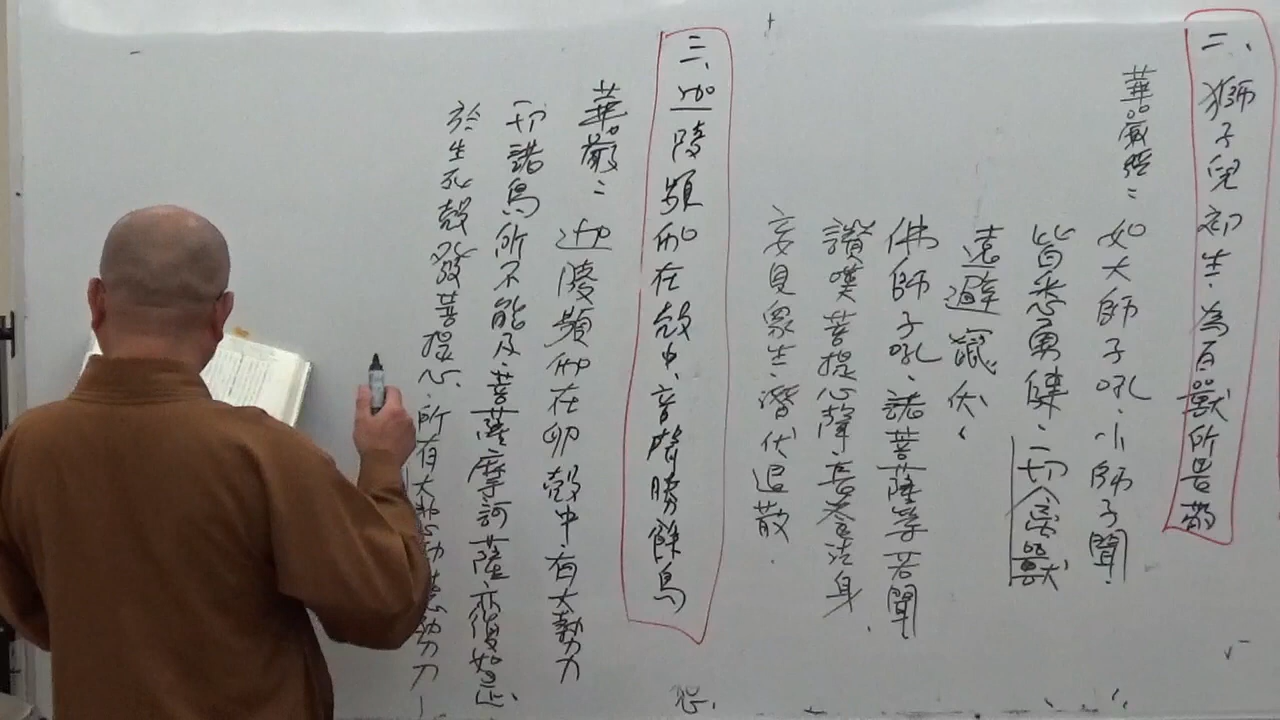 二、獅子兒初生、為百獸所
華嚴經：如大師子吼、小師子聞、
皆悉勇健、一切禽獸
遠避竄伏、
佛師子吼、諸菩薩等若聞
讚嘆菩提心聲、長養法身、
妄見眾生、潛伏退散．
三、迦陵頻伽在殼中、音聲勝餘鳥
華嚴：迦陵頻伽在卵殼中、有大勢力
一切諸鳥所不能及、菩薩摩訶薩亦復如是、
於生死殼發菩提心、所有大悲功德勢力